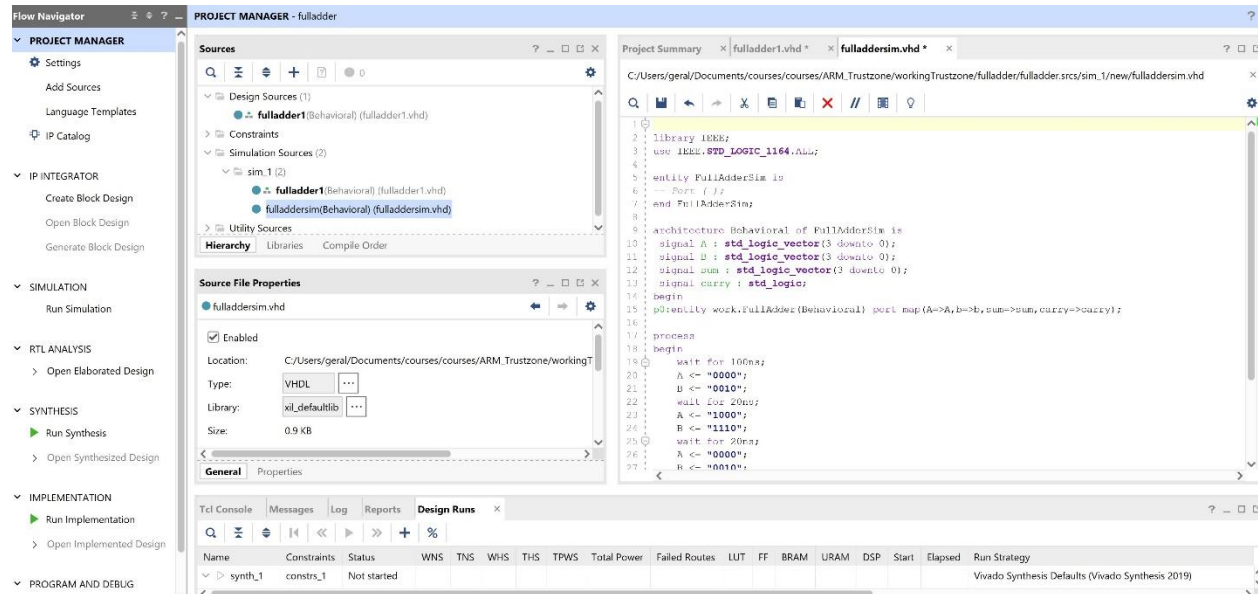 Flow Navigator
PROJECT MANAGER - fulladder
PROJECT MANAGER
Settings
Add Sources
Language Templates
IP Catalog
IP INTEGRATOR
Create Block Design
Open Block Design
Generate Block Design
SIMULATION
Run Simulation
RTL ANALYSIS
Open Elaborated Design
SYNTHESIS
Run Synthesis
Open Synthesized Design
IMPLEMENTATION
Run Implementation
Open Implemented Design
PROGRAM AND DEBUG
Sources
0
Design Sources (1)
fulladder1(Behavioral) (fulladder1.vhd)
Constraints
Simulation Sources (2)
sim_1 (2)
fulladder1(Behavioral) (fulladder1.vhd)
fulladdersim(Behavioral) (fulladdersim.vhd)
Utility Sources
Hierarchy Libraries Compile Order
Source File Properties
fulladdersim.vhd
Enabled
Location: C:/Users/geral/Documents/courses/courses/ARM_Trustzone/workingT
Type: VHDL
Library: xil_defaultlib
Size: 0.9 KB
General Properties
Project Summary fulladder1.vhd * fulladdersim.vhd *
C:/Users/geral/Documents/courses/courses/ARM_Trustzone/workingTrustzone/fulladder/fulladder.srcs/sim_1/new/fulladdersim.vhd
1
2 library IEEE;
3 use IEEE.STD_LOGIC_1164.ALL;
4
5 entity FullAdderSim is
6 -- Port ( );
7 end FullAdderSim;
8
9 architecture Behavioral of FullAdderSim is
10 signal A : std_logic_vector(3 downto 0);
11 signal B : std_logic_vector(3 downto 0);
12 signal sum : std_logic_vector(3 downto 0);
13 signal carry : std_logic;
14 begin
15 p0:entity work.FullAdder(Behavioral) port map(A=>A,b=>b,sum=>sum,carry=>carry);
16
17 process
18 begin
19 wait for 100ns;
20 A <= "0000";
21 B <= "0010";
22 wait for 20ns;
23 A <= "1000";
24 B <= "1110";
25 wait for 20ns;
26 A <= "0000";
27 B <= "0010";
Tcl Console Messages Log Reports Design Runs
Name Constraints Status WNS TNS WHS THS TPWS Total Power Failed Routes LUT FF BRAM URAM DSP Start Elapsed Run Strategy
synth_1 constrs_1 Not started Vivado Synthesis Defaults (Vivado Synthesis 2019)